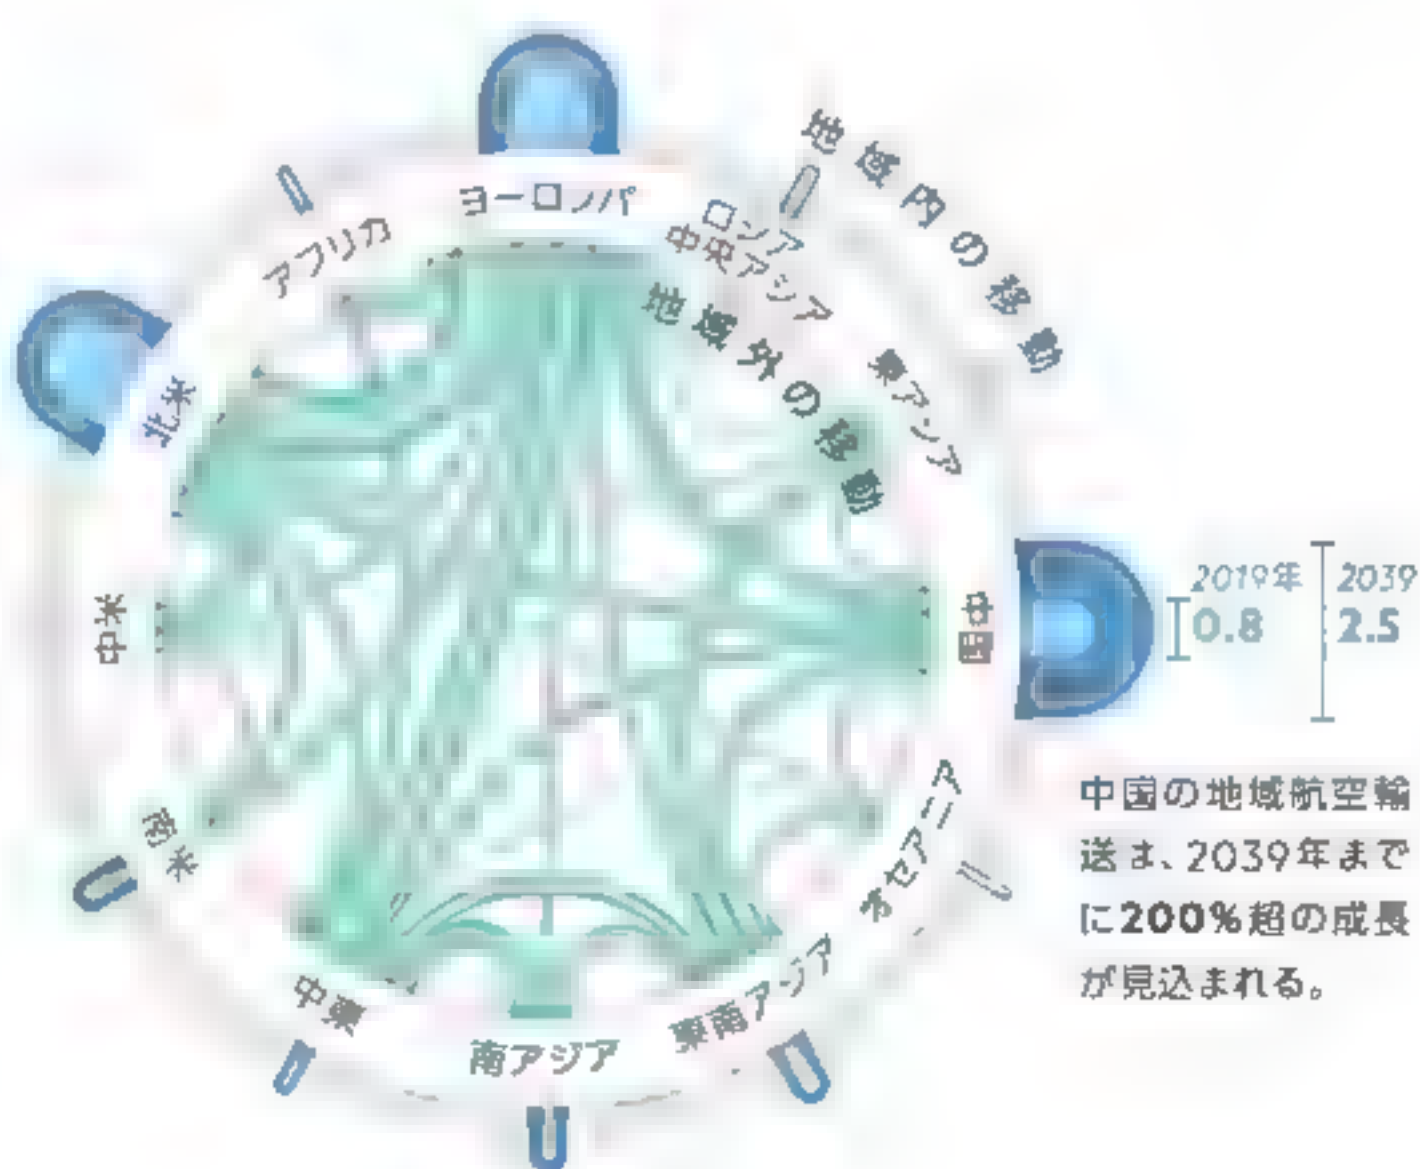 地域内の移動
ヨーロッパ
ロシア
中央アジア
アフリカ
地域外の移動
東アジア
北米
中国
2019年
0.8
2039
2.5
中米
中国の地域航空輸
送は、2039年まで
に200%超の成長
が見込まれる。
オセアニア
南米
東南アジア
中東
南アジア